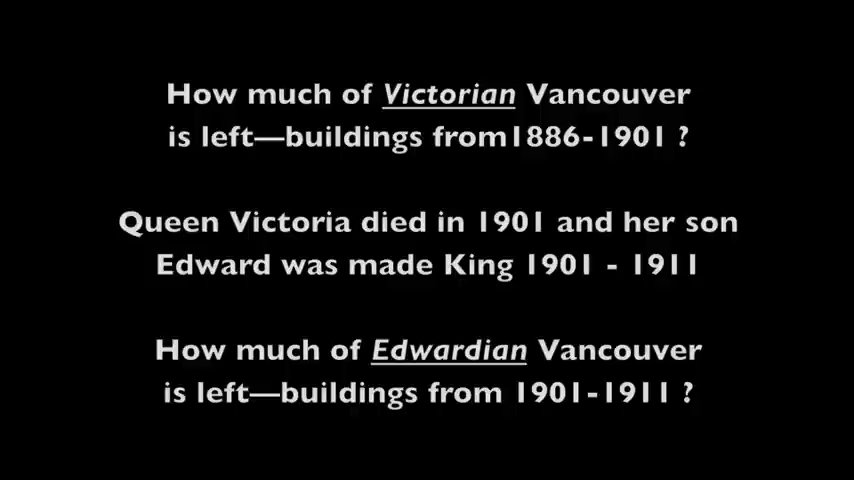 How much of Victorian Vancouver
is left—buildings from1886-1901 ?
Queen Victoria died in 1901 and her son
Edward was made King 1901 - 1911
How much of Edwardian Vancouver
is left—buildings from 1901-1911 ?